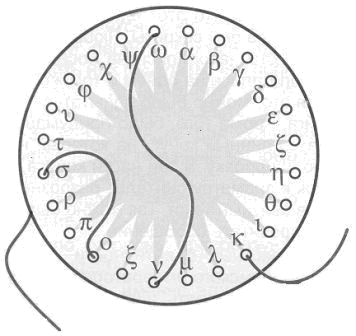 α
β
γ
δ
ε
ζ
η
θ
ι
κ
λ
μ
ν
ξ
ο
π
ρ
σ
τ
υ
φ
χ
ψ
ω